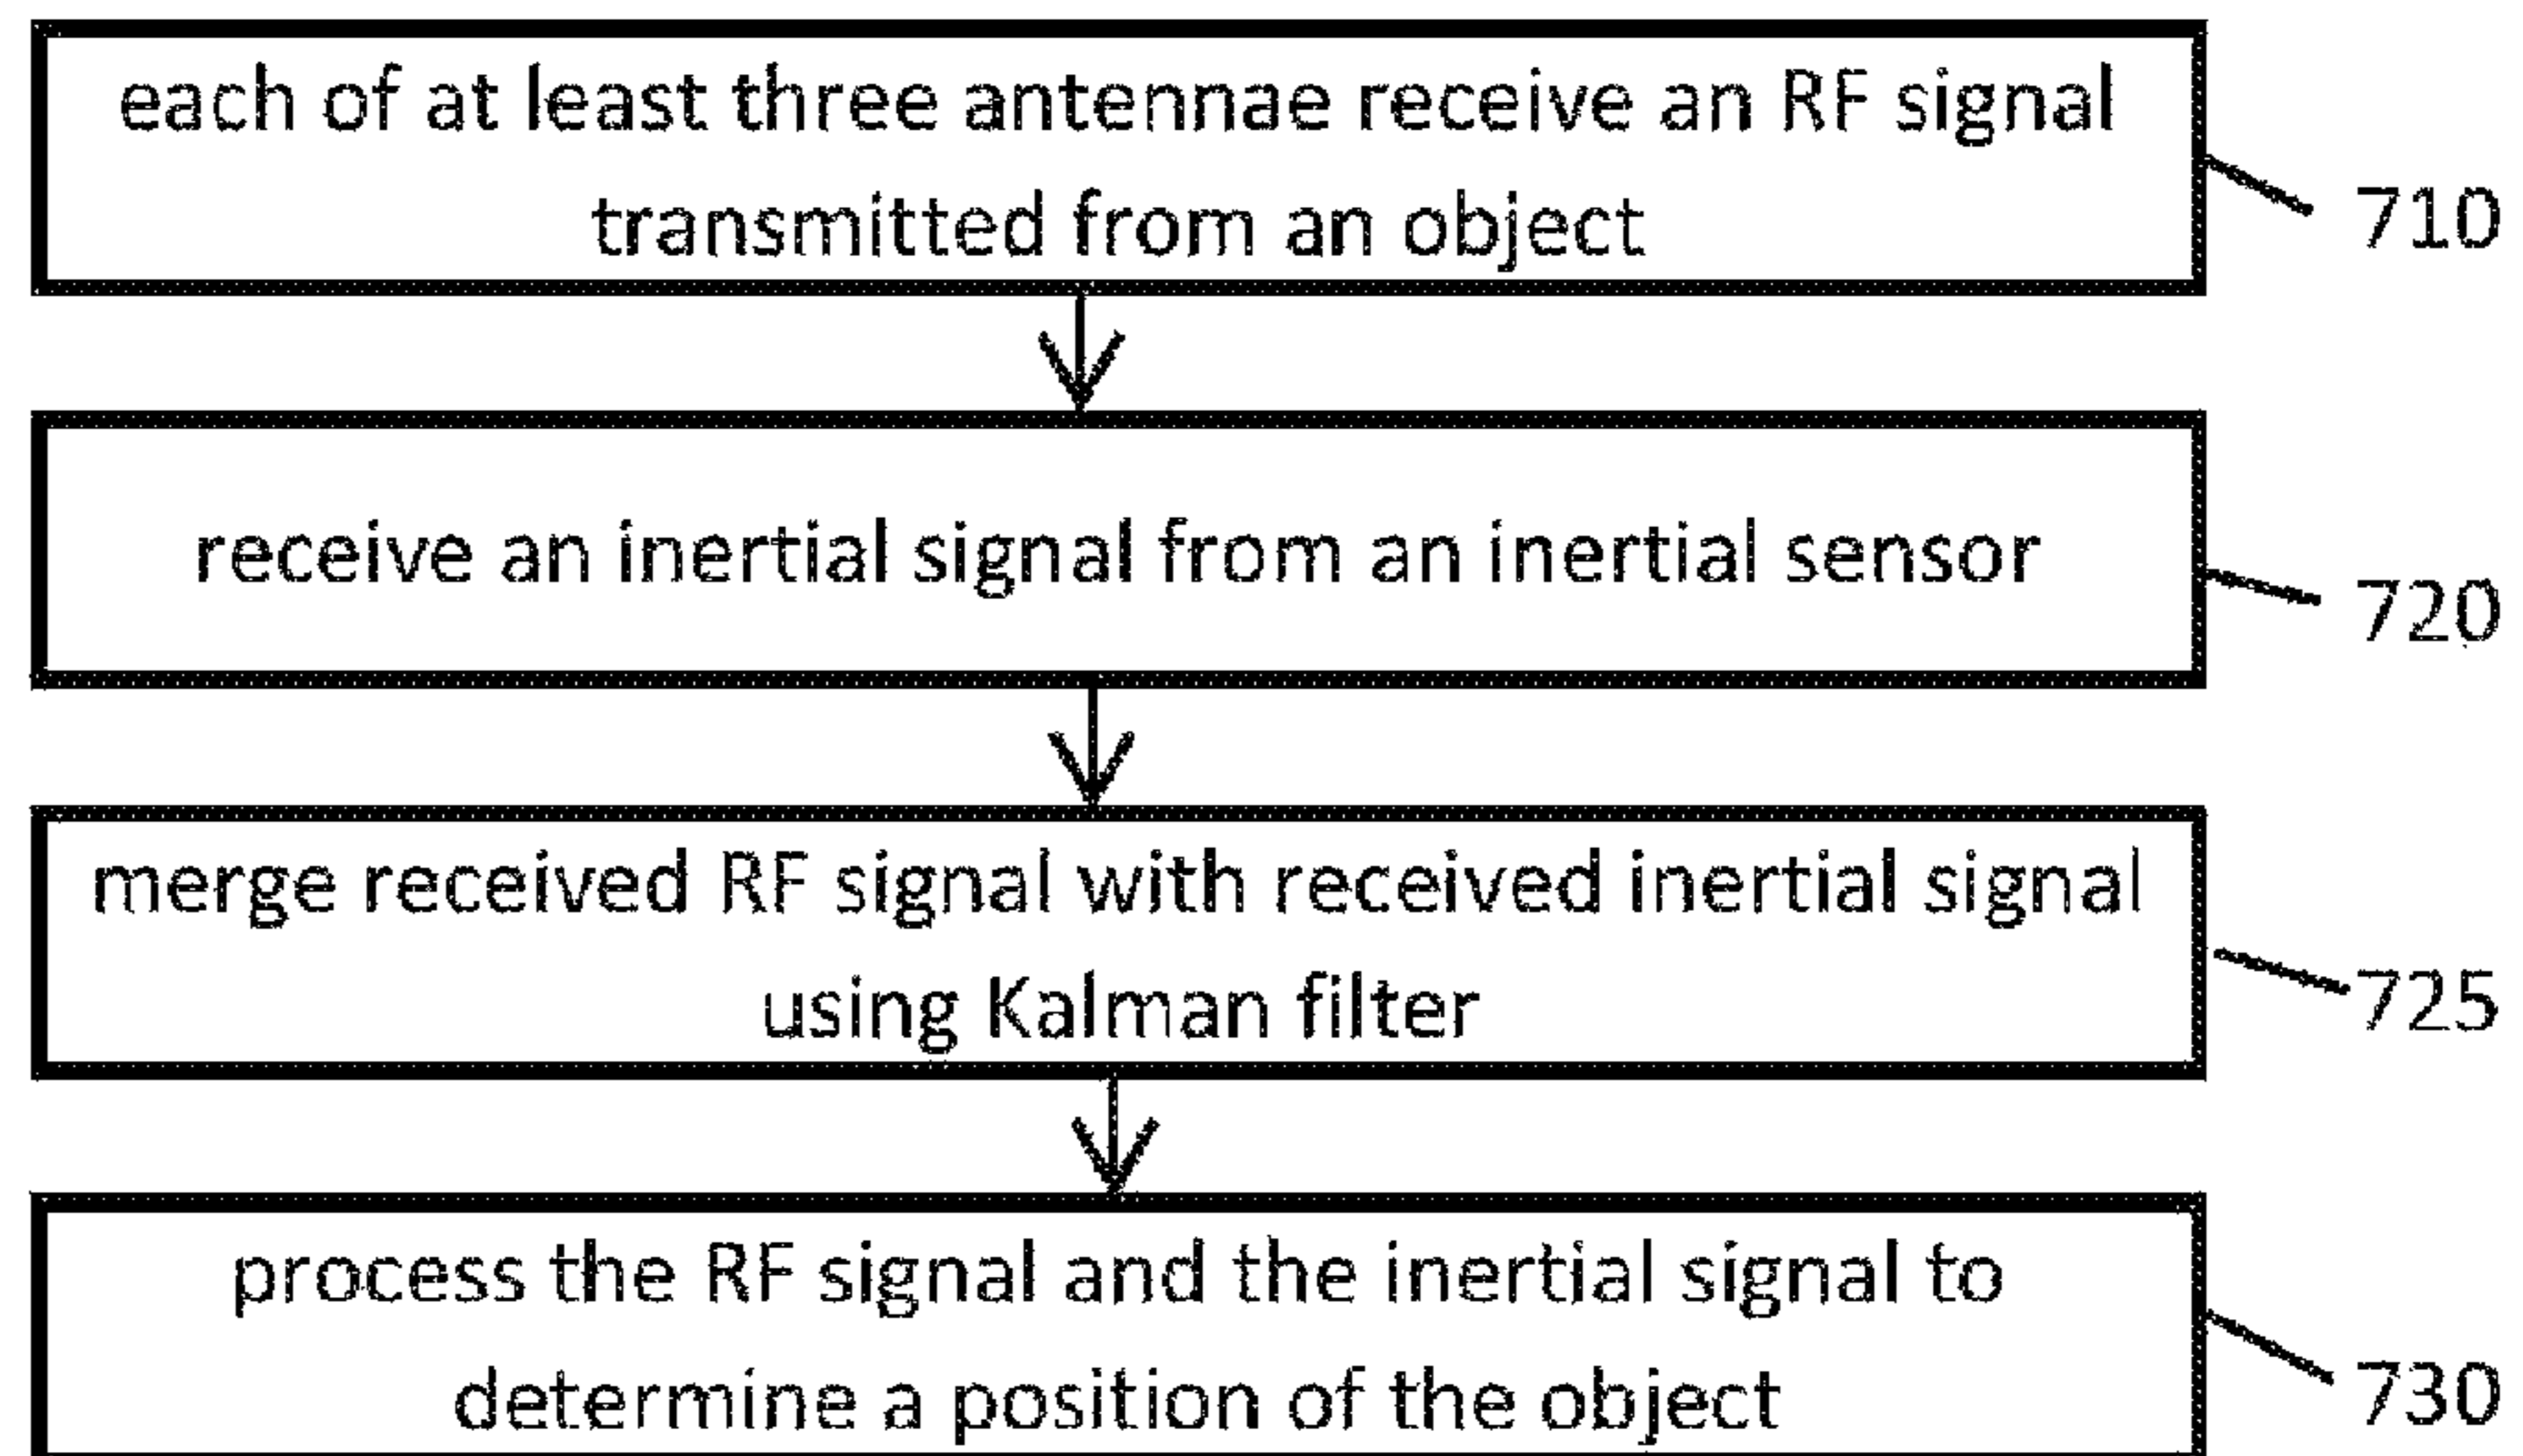 each of at least three antennae receive an RF signal
transmitted from an object
710
receive an inertial signal from an inertial sensor
720
merge received RF signal with received inertial signal
using Kalman filter
725
process the RF signal and the inertial signal to
determine a position of the object
730